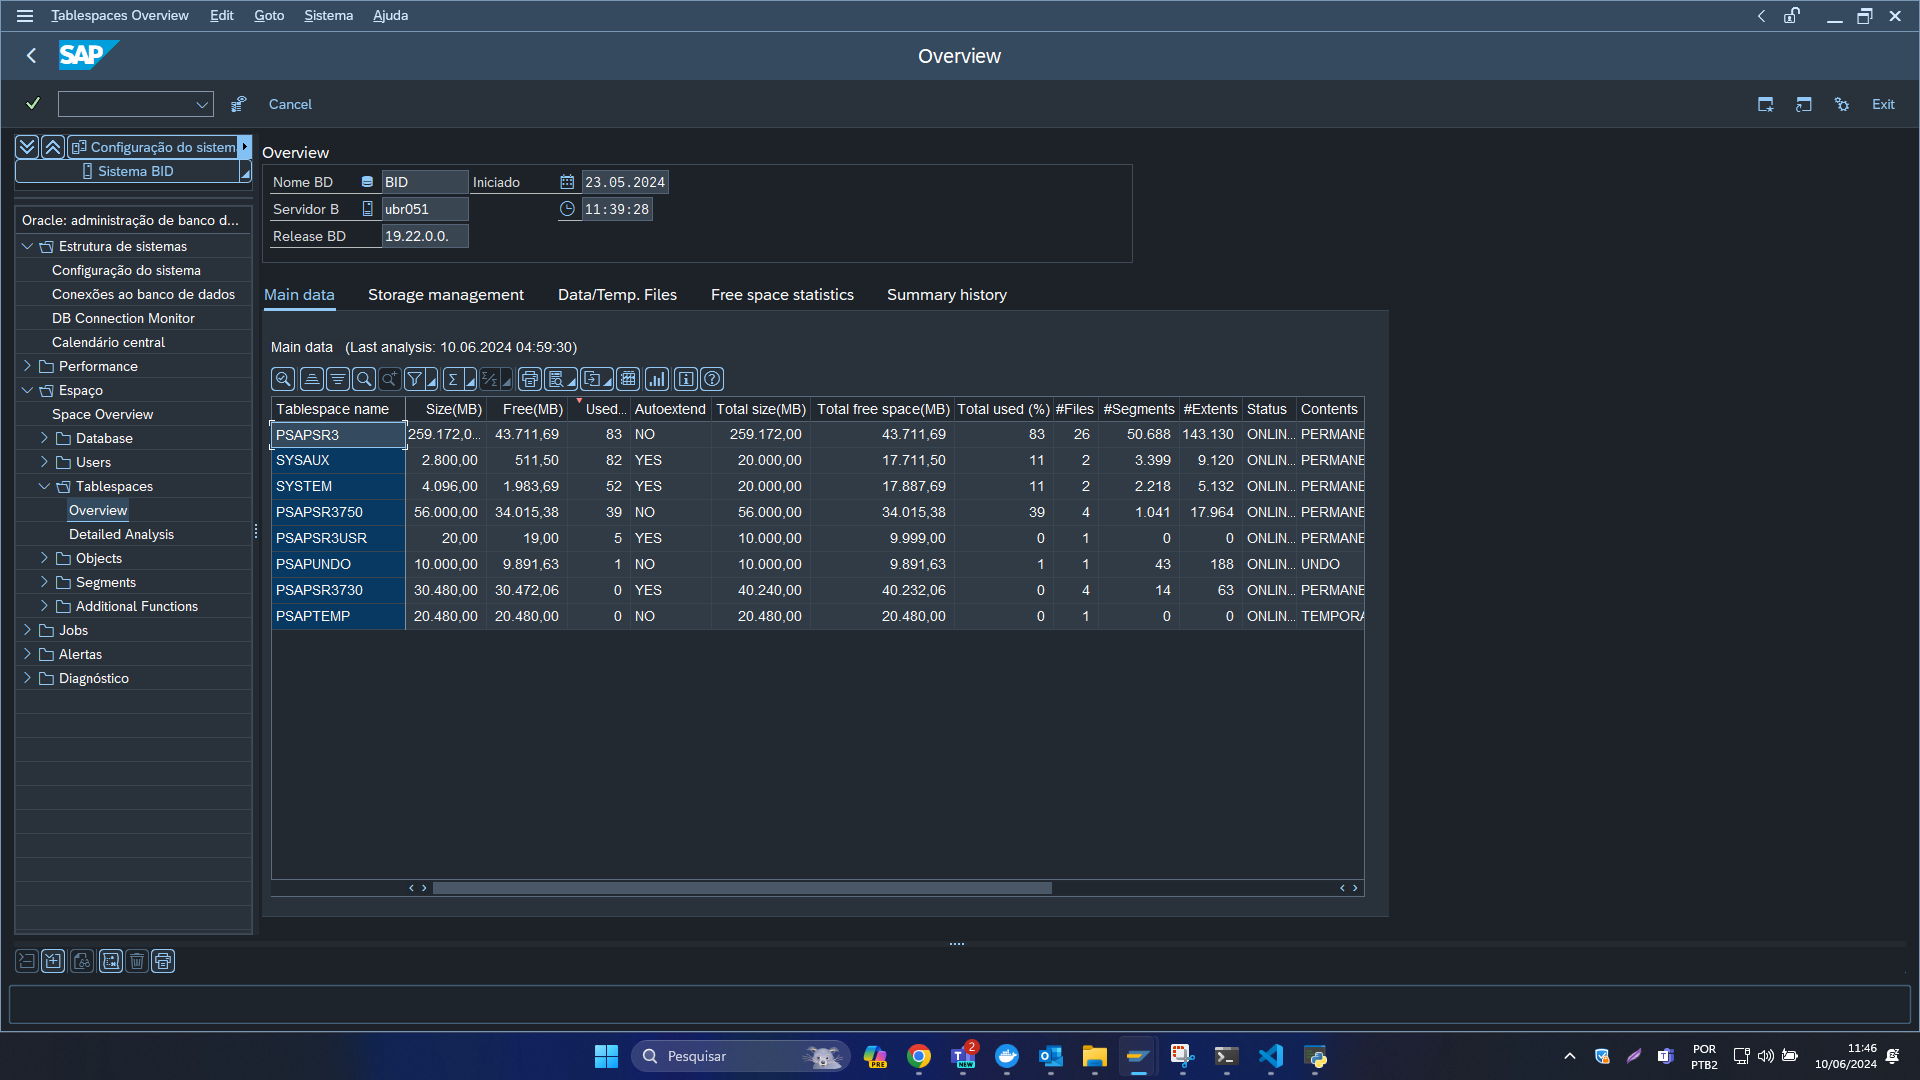 Tablespaces Overview Edit Goto Sistema Ajuda
SAP Overview
Cancel Exit
Configuração do sistem
Sistema BID
Oracle: administração de banco d...
Estrutura de sistemas
Configuração do sistema
Conexões ao banco de dados
DB Connection Monitor
Calendário central
Performance
Espaço
Space Overview
Database
Users
Tablespaces
Overview
Detailed Analysis
Objects
Segments
Additional Functions
Jobs
Alertas
Diagnóstico
Overview
Nome BD BID Iniciado 23.05.2024
Servidor B ubr051 11:39:28
Release BD 19.22.0.0.
Main data Storage management Data/Temp. Files Free space statistics Summary history
Main data (Last analysis: 10.06.2024 04:59:30)
Tablespace name Size(MB) Free(MB) Used... Autoextend Total size(MB) Total free space(MB) Total used (%) #Files #Segments #Extents Status Contents
PSAPSR3 259.172,0... 43.711,69 83 NO 259.172,00 43.711,69 83 26 50.688 143.130 ONLIN... PERMANE
SYSAUX 2.800,00 511,50 82 YES 20.000,00 17.711,50 11 2 3.399 9.120 ONLIN... PERMANE
SYSTEM 4.096,00 1.983,69 52 YES 20.000,00 17.887,69 11 2 2.218 5.132 ONLIN... PERMANE
PSAPSR3750 56.000,00 34.015,38 39 NO 56.000,00 34.015,38 39 4 1.041 17.964 ONLIN... PERMANE
PSAPSR3USR 20,00 19,00 5 YES 10.000,00 9.999,00 0 1 0 0 ONLIN... PERMANE
PSAPUNDO 10.000,00 9.891,63 1 NO 10.000,00 9.891,63 1 1 43 188 ONLIN... UNDO
PSAPSR3730 30.480,00 30.472,06 0 YES 40.240,00 40.232,06 0 4 14 63 ONLIN... PERMANE
PSAPTEMP 20.480,00 20.480,00 0 NO 20.480,00 20.480,00 0 1 0 0 ONLIN... TEMPORA
Pesquisar PRE 2 NEW POR 11:46
PTB2 10/06/2024